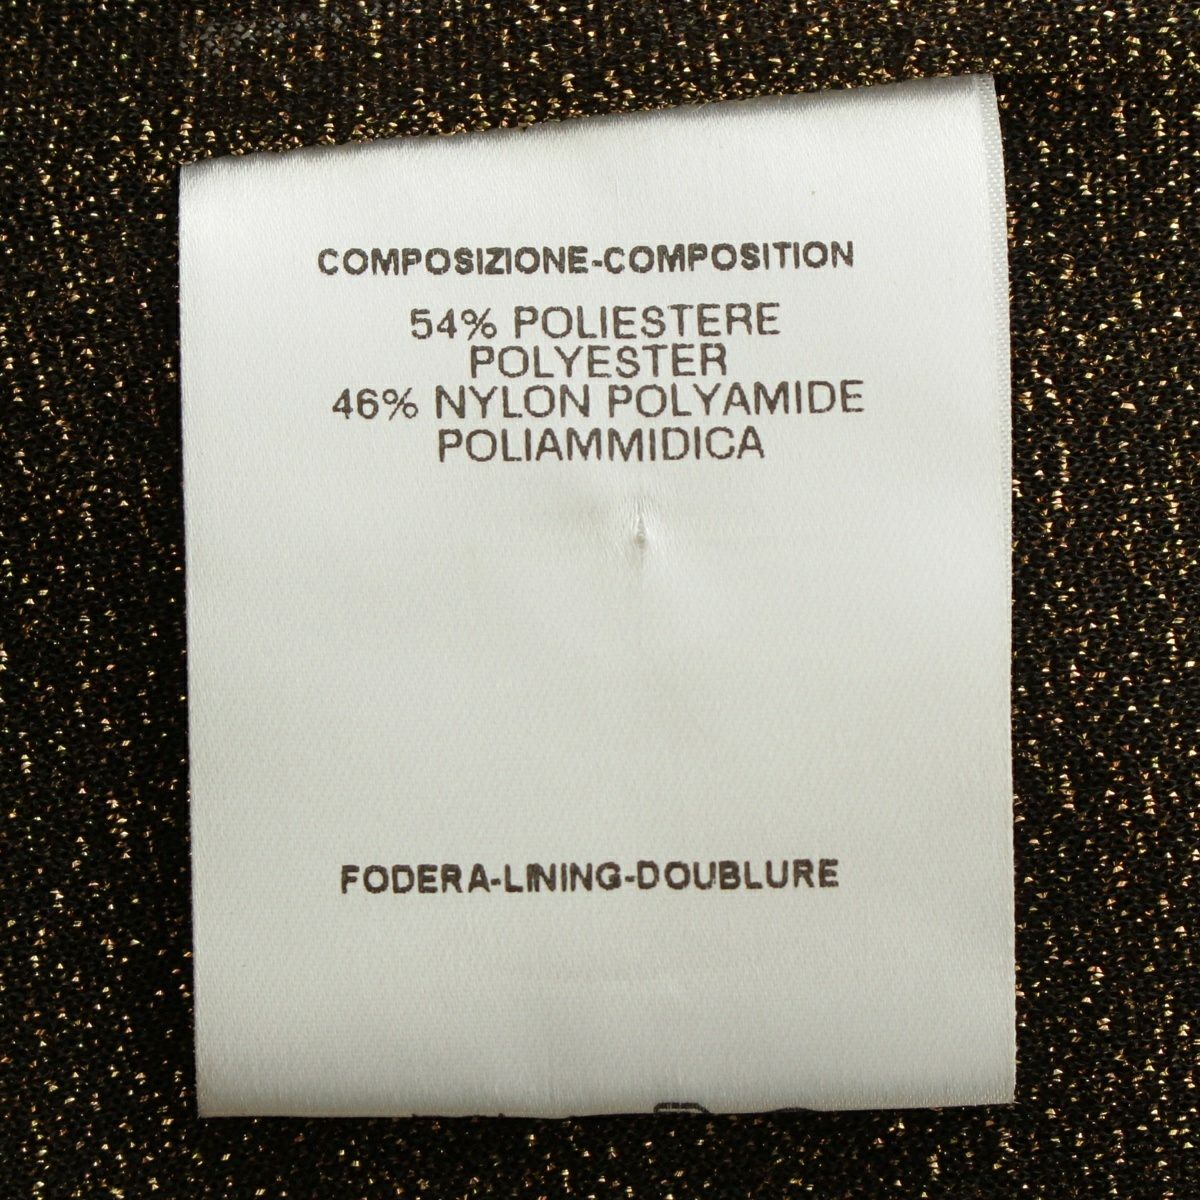 COMPOSIZIONE-COMPOSITION
54% POLIESTERE
POLYESTER
46% NYLON POLYAMIDE
POLIAMMIDICA
FODERA-LINING-DOUBLURE